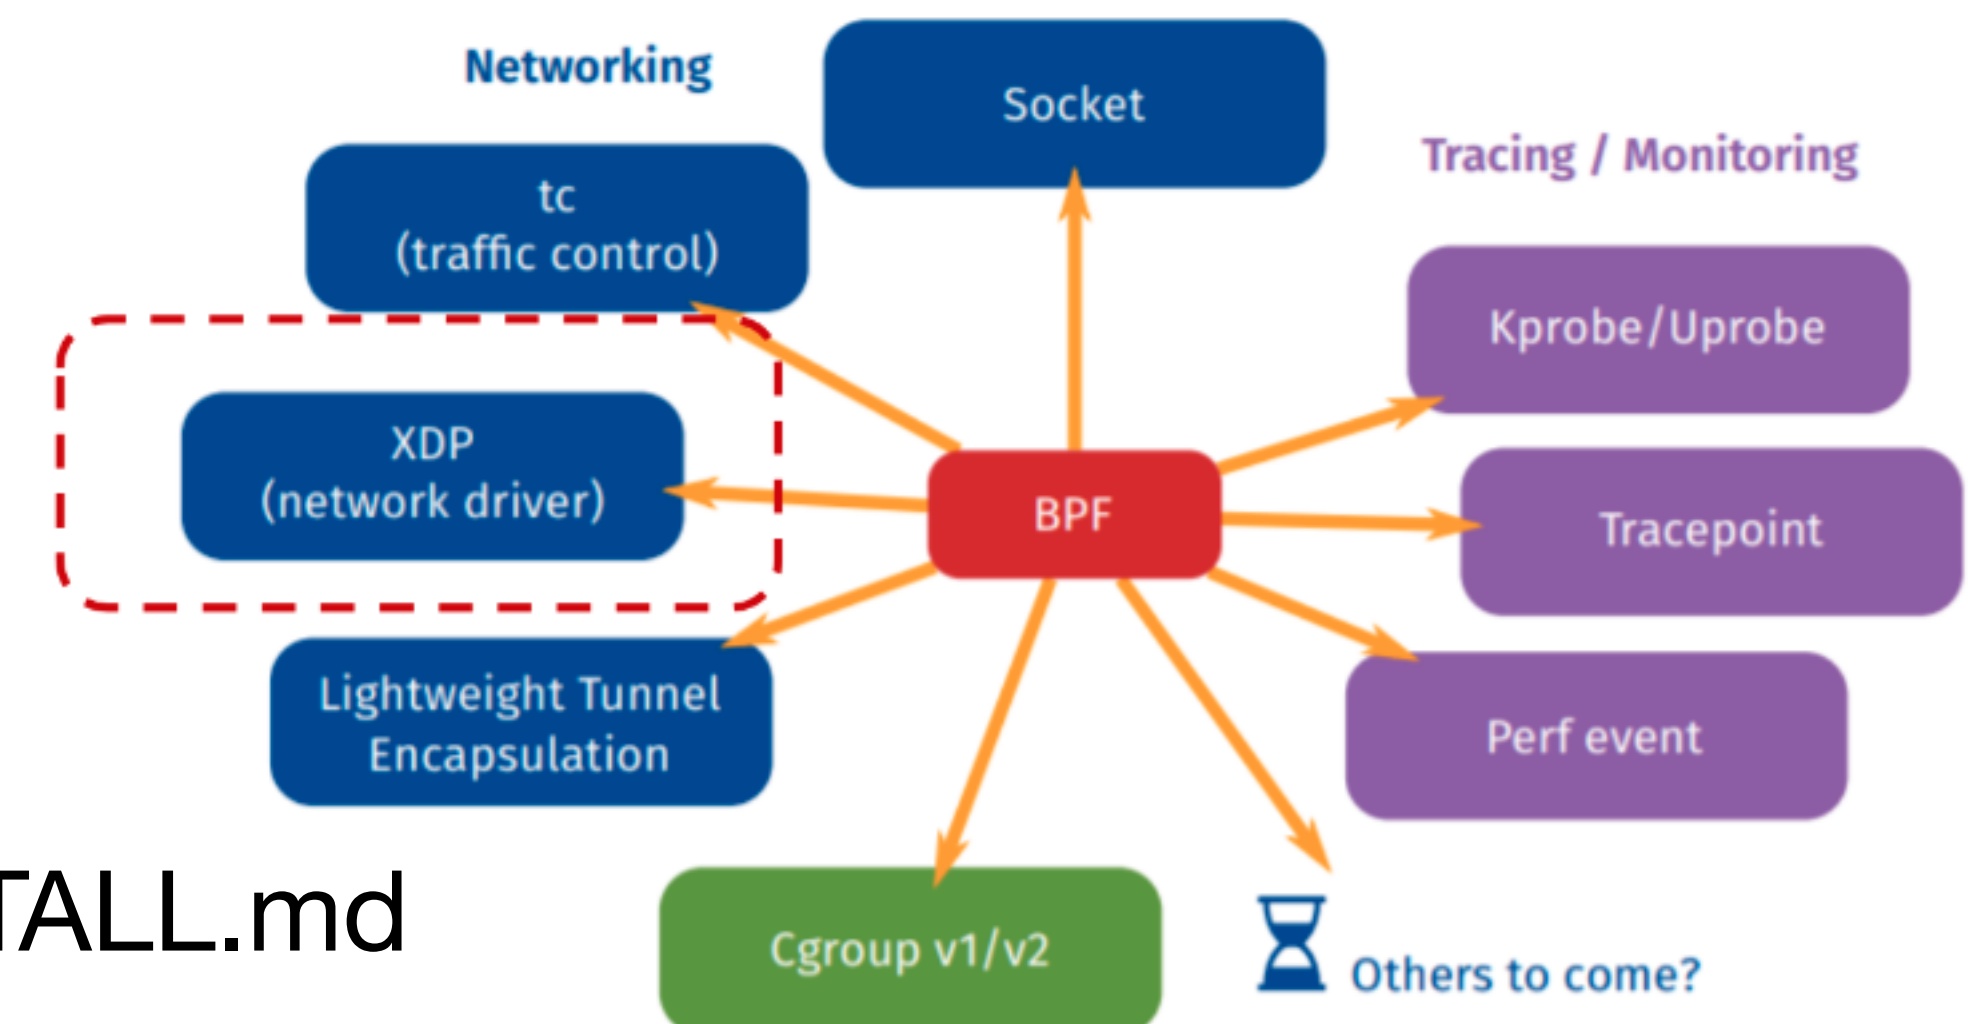 Networking
Socket
Tracing / Monitoring
tc
(traffic control)
Kprobe/Uprobe
XDP
(network driver)
BPF
Tracepoint
Lightweight Tunnel
Encapsulation
Perf event
TALL.md
Cgroup v1/v2
Others to come?